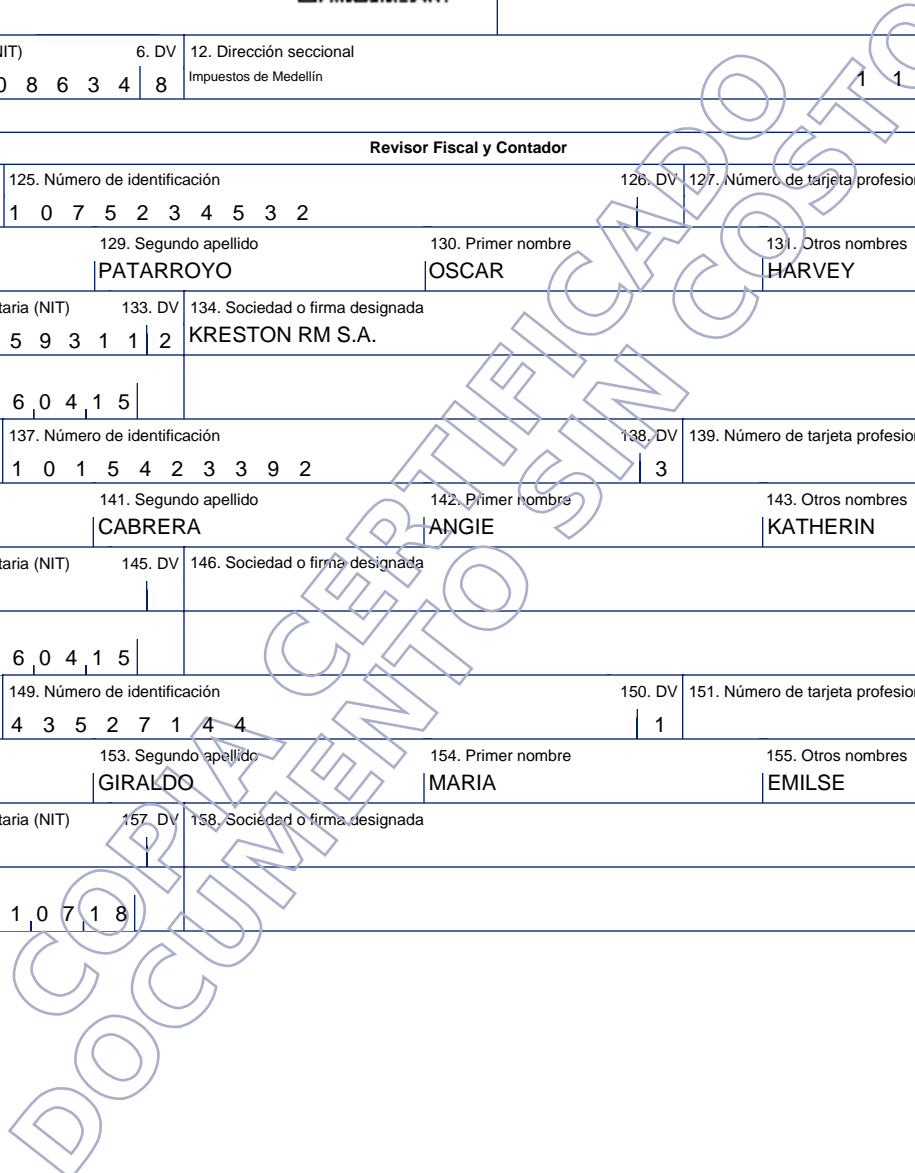 NIT) 6. DV 12. Dirección seccional
0 8 6 3 4 8 Impuestos de Medellín 1 1
Revisor Fiscal y Contador
125. Número de identificación 126. DV 127. Número de tarjeta profesion
1 0 7 5 2 3 4 5 3 2
129. Segundo apellido 130. Primer nombre 131. Otros nombres
PATARROYO OSCAR HARVEY
taria (NIT) 133. DV 134. Sociedad o firma designada
5 9 3 1 1 2 KRESTON RM S.A.
6 0 4 1 5
137. Número de identificación 138. DV 139. Número de tarjeta profesion
1 0 1 5 4 2 3 3 9 2 3
141. Segundo apellido 142. Primer nombre 143. Otros nombres
CABRERA ANGIE KATHERIN
taria (NIT) 145. DV 146. Sociedad o firma designada
6 0 4 1 5
149. Número de identificación 150. DV 151. Número de tarjeta profesion
4 3 5 2 7 1 4 4 1
153. Segundo apellido 154. Primer nombre 155. Otros nombres
GIRALDO MARIA EMILSE
taria (NIT) 157. DV 158. Sociedad o firma designada
1 0 7 1 8
COPIA CERTIFICADO
DOCUMENTO SIN COSTO